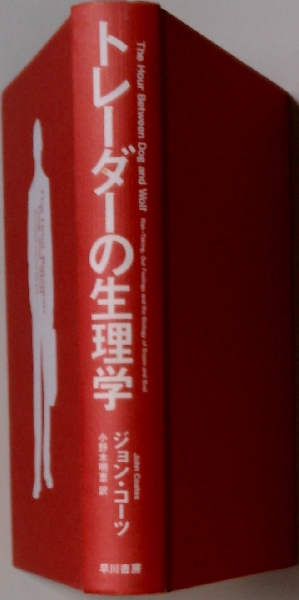 The Hour Between Dog and Wolf
Risk-Taking, Gut Feelings and the Biology of Boom and Bust
トレーダーの生理学
John Coates
ジョン・コーツ
小野木明恵 訳
早川書房